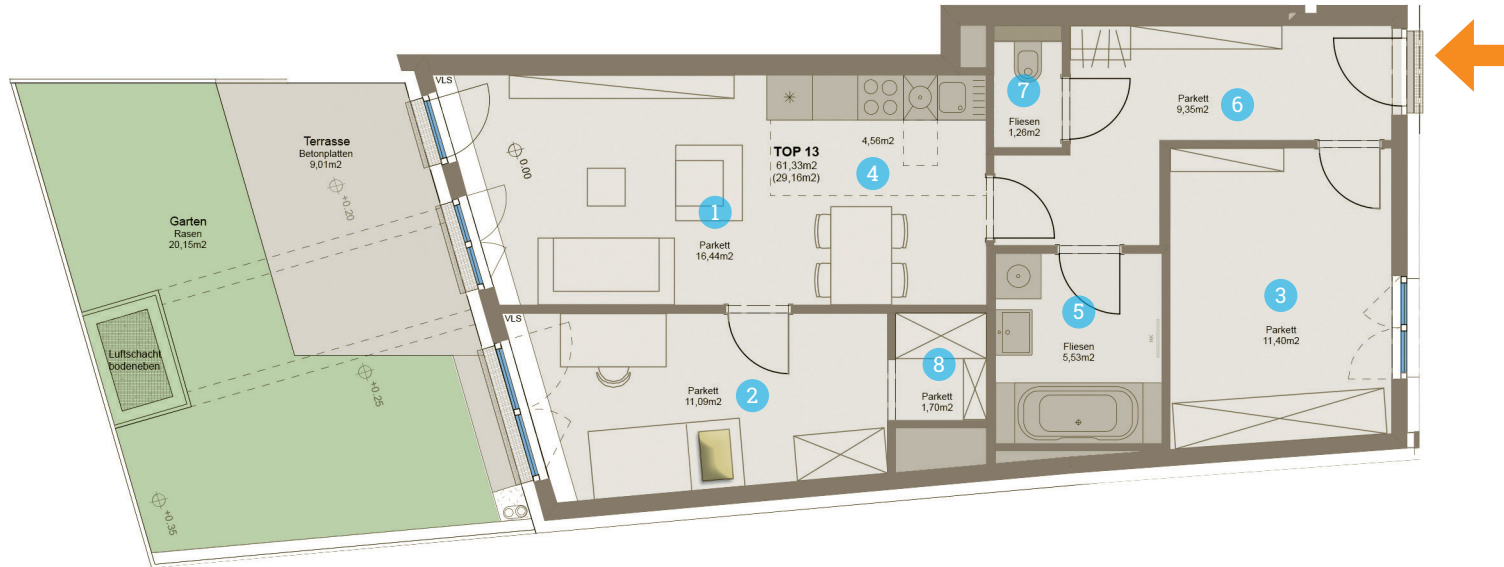 VLS
Terrasse
Betonplatten
9,01m2
+0.20
Garten
Rasen
20,15m2
Luftschacht
bodeneben
+0.25
+0.35
0.00
TOP 13
61,33m2
(29,16m2)
4,56m2
4
1
Parkett
16,44m2
7
Fliesen
1,26m2
Parkett
9,35m2
6
VLS
Parkett
11,09m2
2
8
Parkett
1,70m2
5
Fliesen
5,53m2
3
Parkett
11,40m2